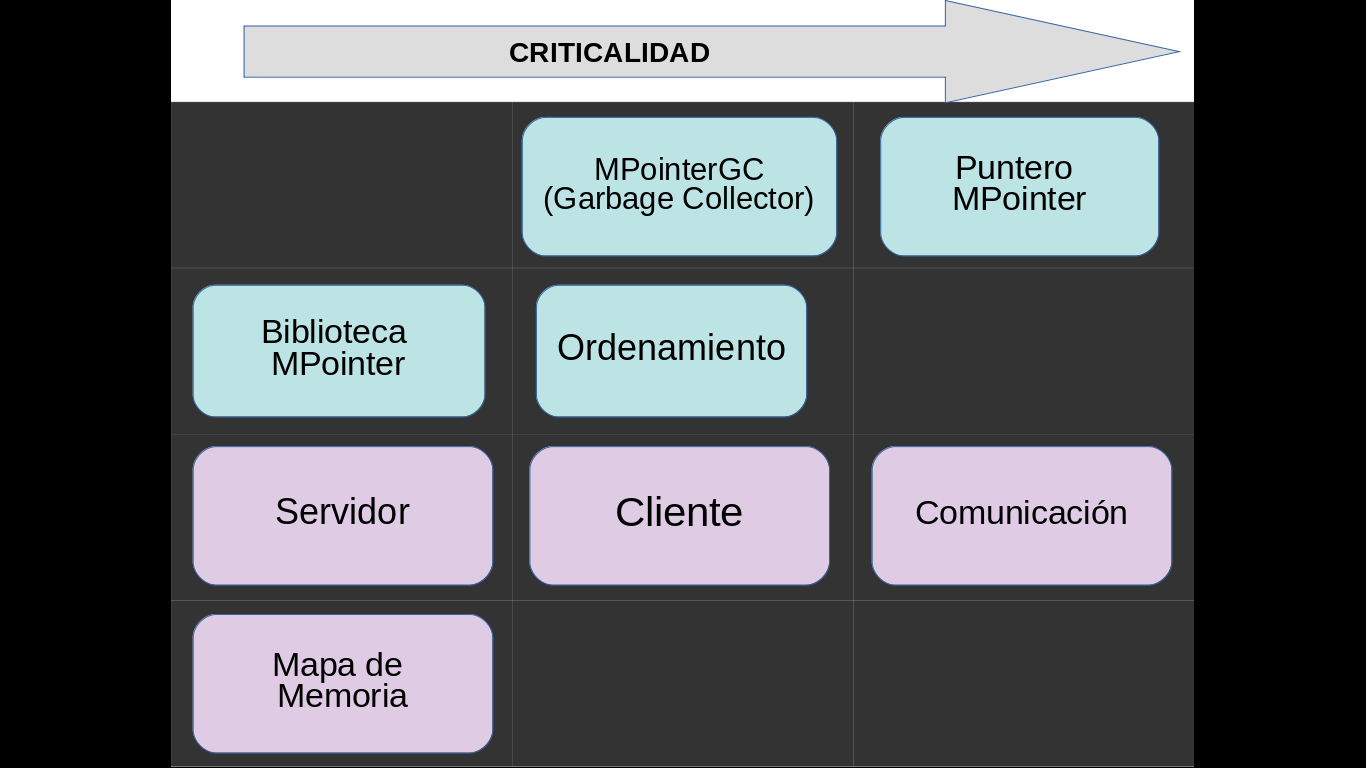 CRITICALIDAD
MPointerGC
(Garbage Collector)
Puntero
MPointer
Biblioteca
MPointer
Ordenamiento
Servidor
Cliente
Comunicación
Mapa de
Memoria